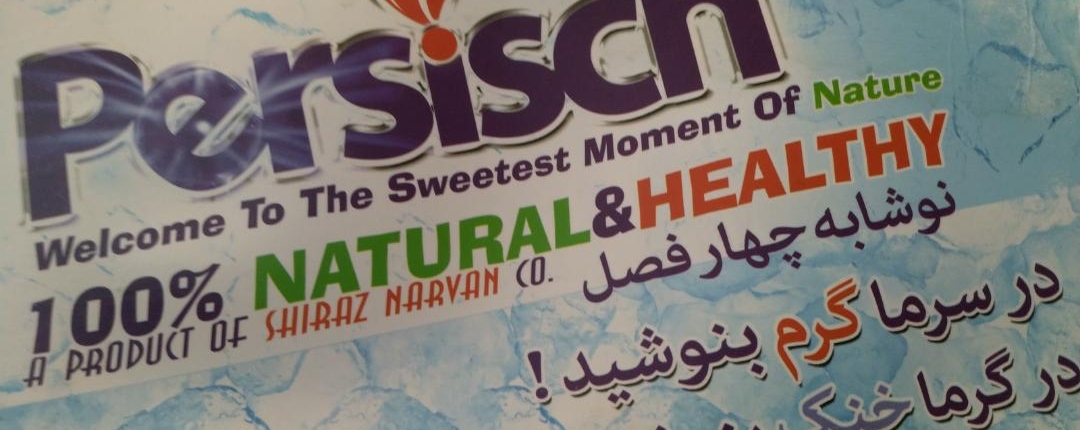 Persisch
Welcome To The Sweetest Moment Of Nature
100% NATURAL&HEALTHY
A PRODUCT OF SHIRAZ NARVAN CO.
نوشابه چهار فصل
در سرما گرم بنوشید!
در گرما خنک